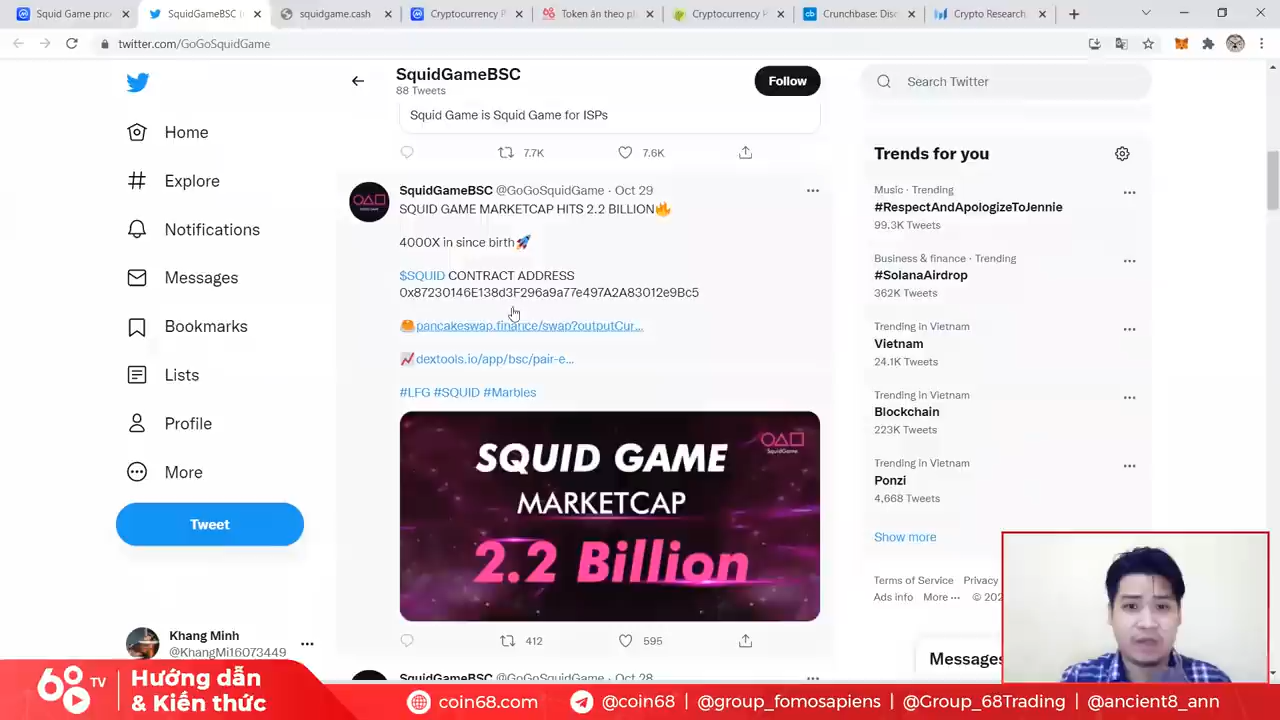 Squid Game pric
SquidGameBSC (
squidgame.cash
Cryptocurrency P
Token ăn theo pl
Cryptocurrency P
Crunchbase: Disc
Crypto Research
twitter.com/GoGoSquidGame
Home
Explore
Notifications
Messages
Bookmarks
Lists
Profile
More
Tweet
Khang Minh
@KhangMi16073449
SquidGameBSC
88 Tweets
Follow
Squid Game is Squid Game for ISPs
7.7K
7.6K
SquidGameBSC @GoGoSquidGame · Oct 29
SQUID GAME MARKETCAP HITS 2.2 BILLION🔥
4000X in since birth🚀
$SQUID CONTRACT ADDRESS
0x87230146E138d3F296a9a77e497A2A83012e9Bc5
🥞pancakeswap.finance/swap?outputCur...
📈dextools.io/app/bsc/pair-e...
#LFG #SQUID #Marbles
SquidGame
SQUID GAME
MARKETCAP
2.2 Billion
412
595
SquidGameBSC @GoGoSquidGame · Oct 28
Search Twitter
Trends for you
Music · Trending
#RespectAndApologizeToJennie
99.3K Tweets
Business & finance · Trending
#SolanaAirdrop
362K Tweets
Trending in Vietnam
Vietnam
24.1K Tweets
Trending in Vietnam
Blockchain
223K Tweets
Trending in Vietnam
Ponzi
4,668 Tweets
Show more
Terms of Service Privacy
Ads info More ··· © 202
Messages
68 TV
Hướng dẫn
& Kiến thức
coin68.com
@coin68 | @group_fomosapiens | @Group_68Trading | @ancient8_ann